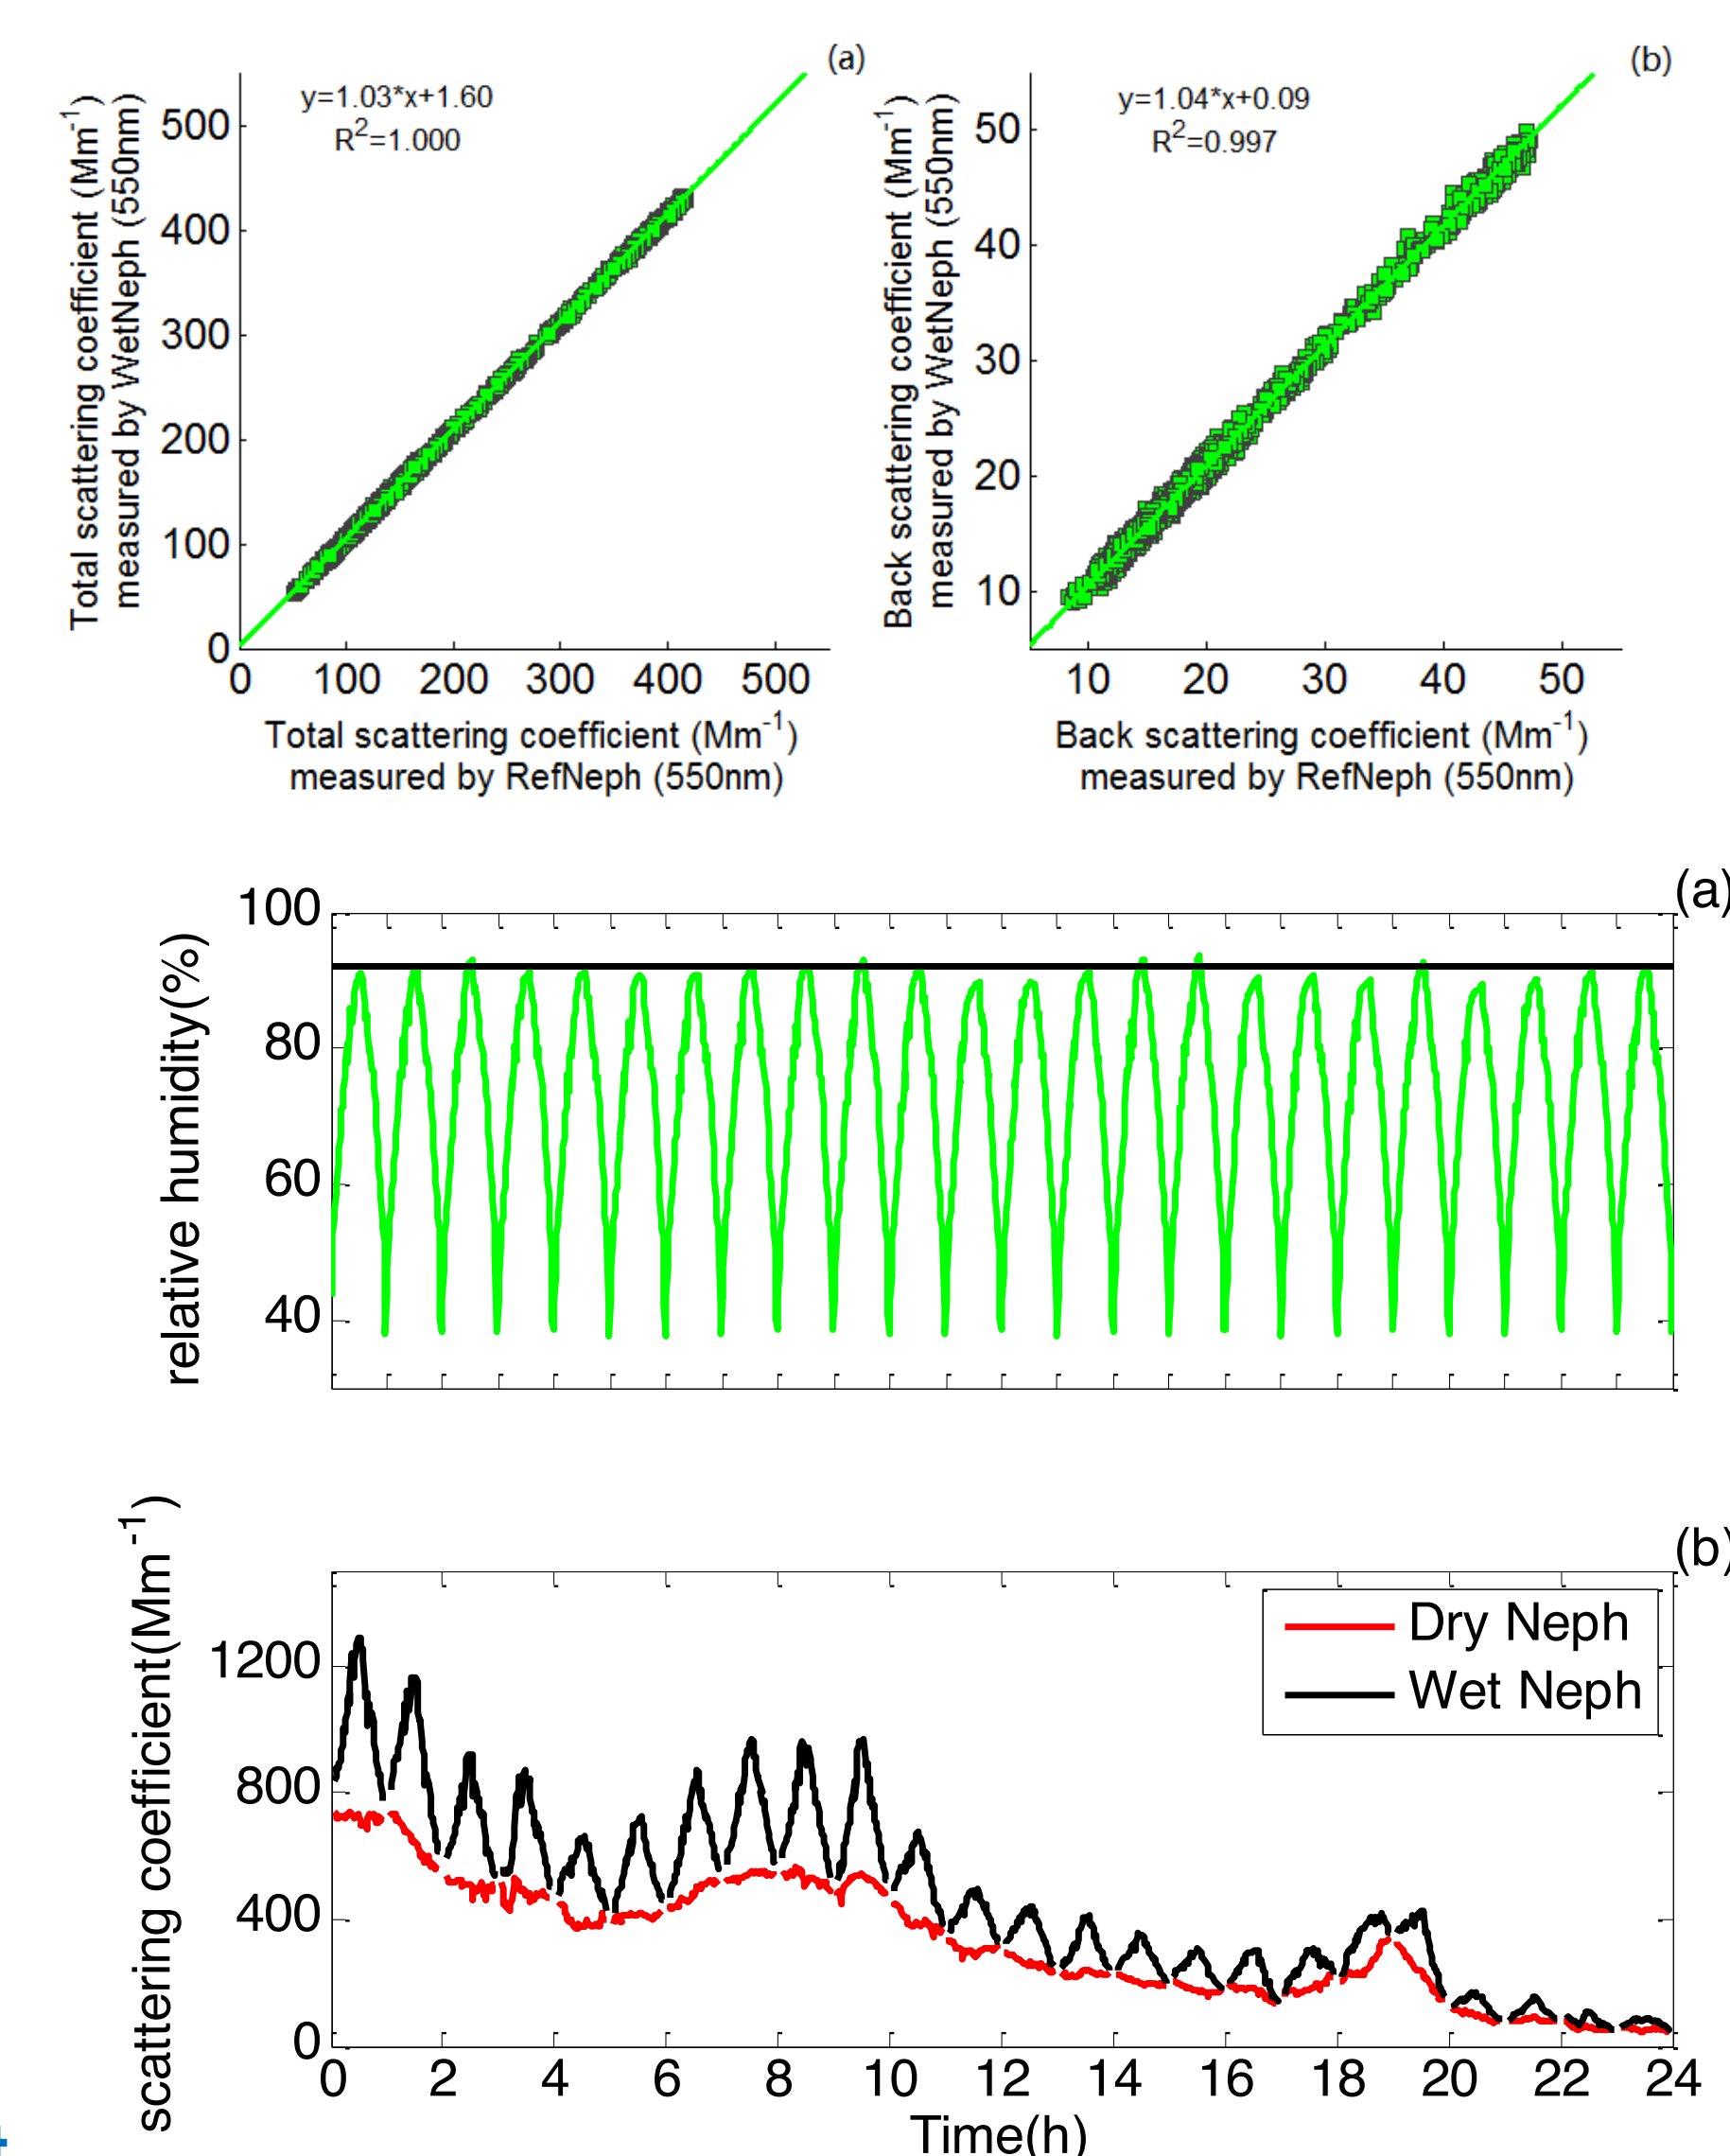 (a)
y=1.03*x+1.60
R²=1.000
Total scattering coefficient (Mm⁻¹)
measured by WetNeph (550nm)
500
400
300
200
100
0
0 100 200 300 400 500
Total scattering coefficient (Mm⁻¹)
measured by RefNeph (550nm)
(b)
y=1.04*x+0.09
R²=0.997
Back scattering coefficient (Mm⁻¹)
measured by WetNeph (550nm)
50
40
30
20
10
10 20 30 40 50
Back scattering coefficient (Mm⁻¹)
measured by RefNeph (550nm)
(a)
relative humidity(%)
100
80
60
40
(b)
scattering coefficient(Mm⁻¹)
1200
800
400
0
Dry Neph
Wet Neph
0 2 4 6 8 10 12 14 16 18 20 22 24
Time(h)